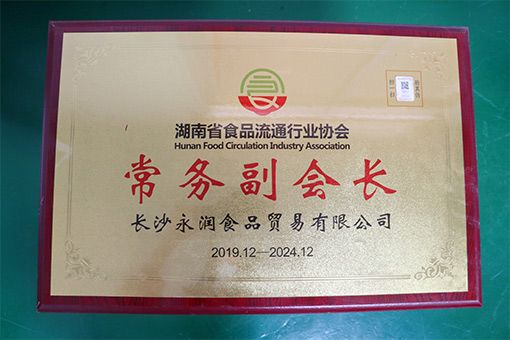 湖南省食品流通行业协会
Hunan Food Circulation Industry Association
常务副会长
长沙永润食品贸易有限公司
2019.12—2024.12